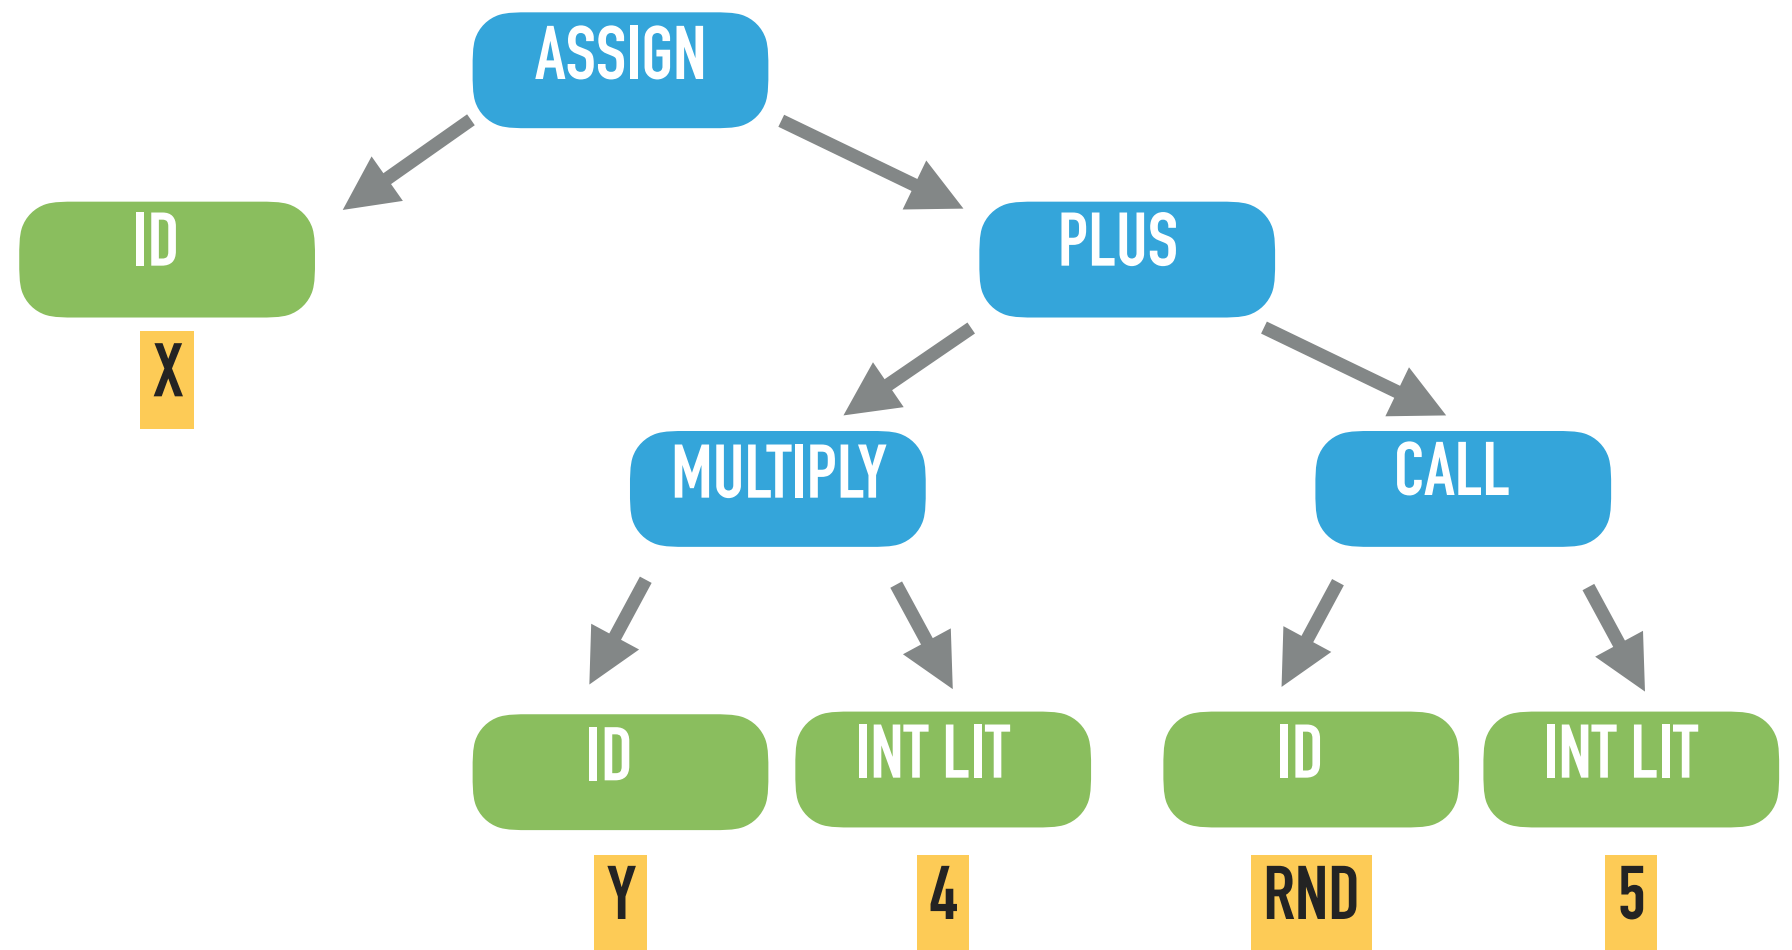 ASSIGN
ID
PLUS
X
MULTIPLY
CALL
ID
INT LIT
ID
INT LIT
Y
4
RND
5